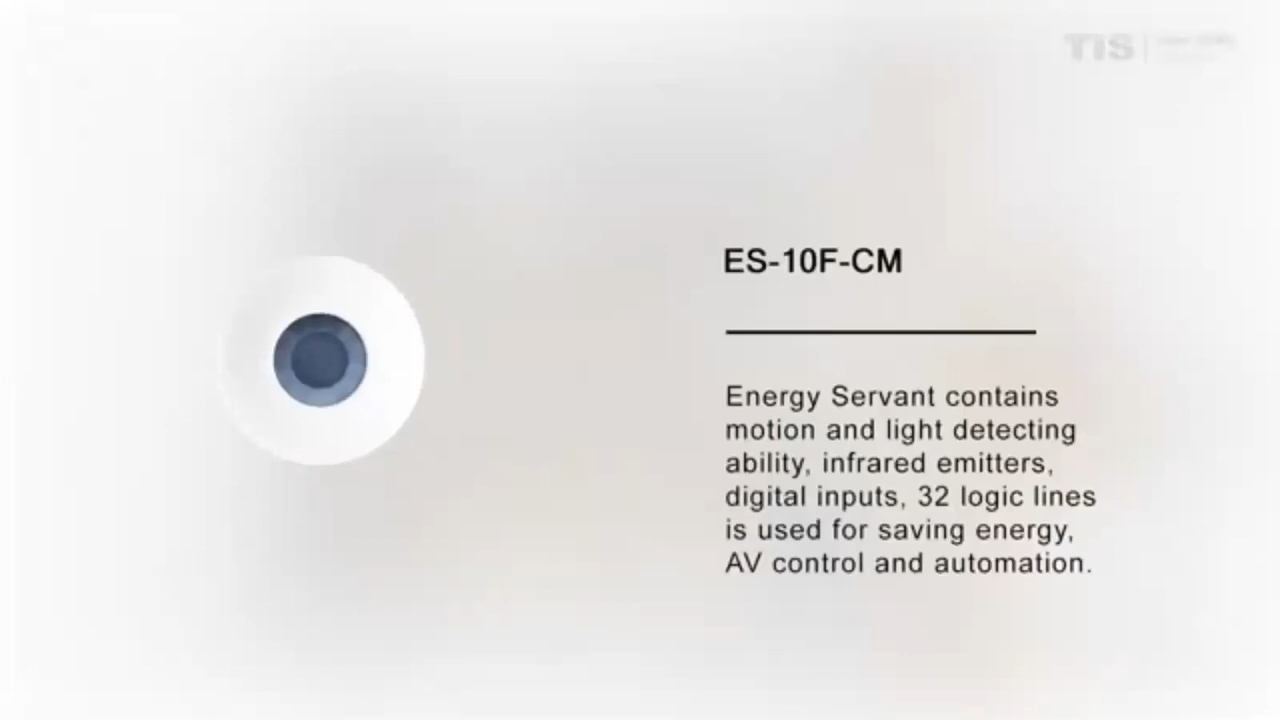 TIS
ES-10F-CM
Energy Servant contains
motion and light detecting
ability, infrared emitters,
digital inputs, 32 logic lines
is used for saving energy,
AV control and automation.